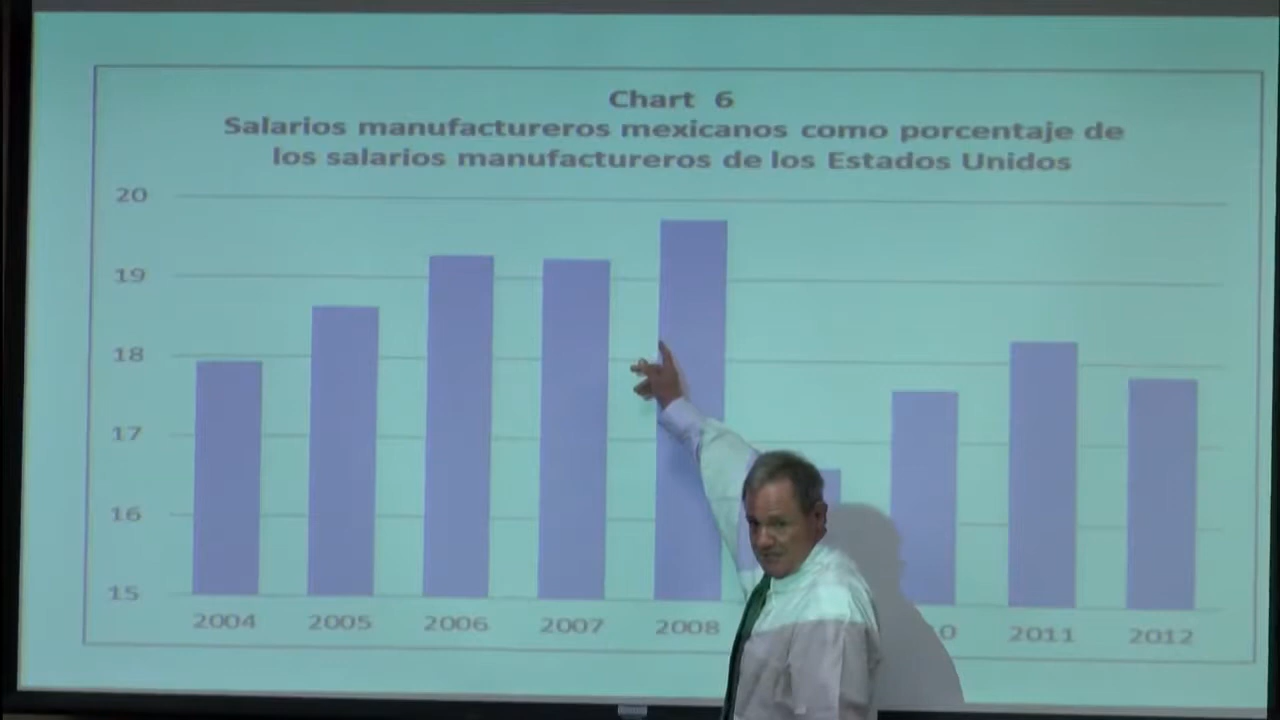 Chart 6
Salarios manufactureros mexicanos como porcentaje de
los salarios manufactureros de los Estados Unidos
20
19
18
17
16
15
2004 2005 2006 2007 2008 2011 2012